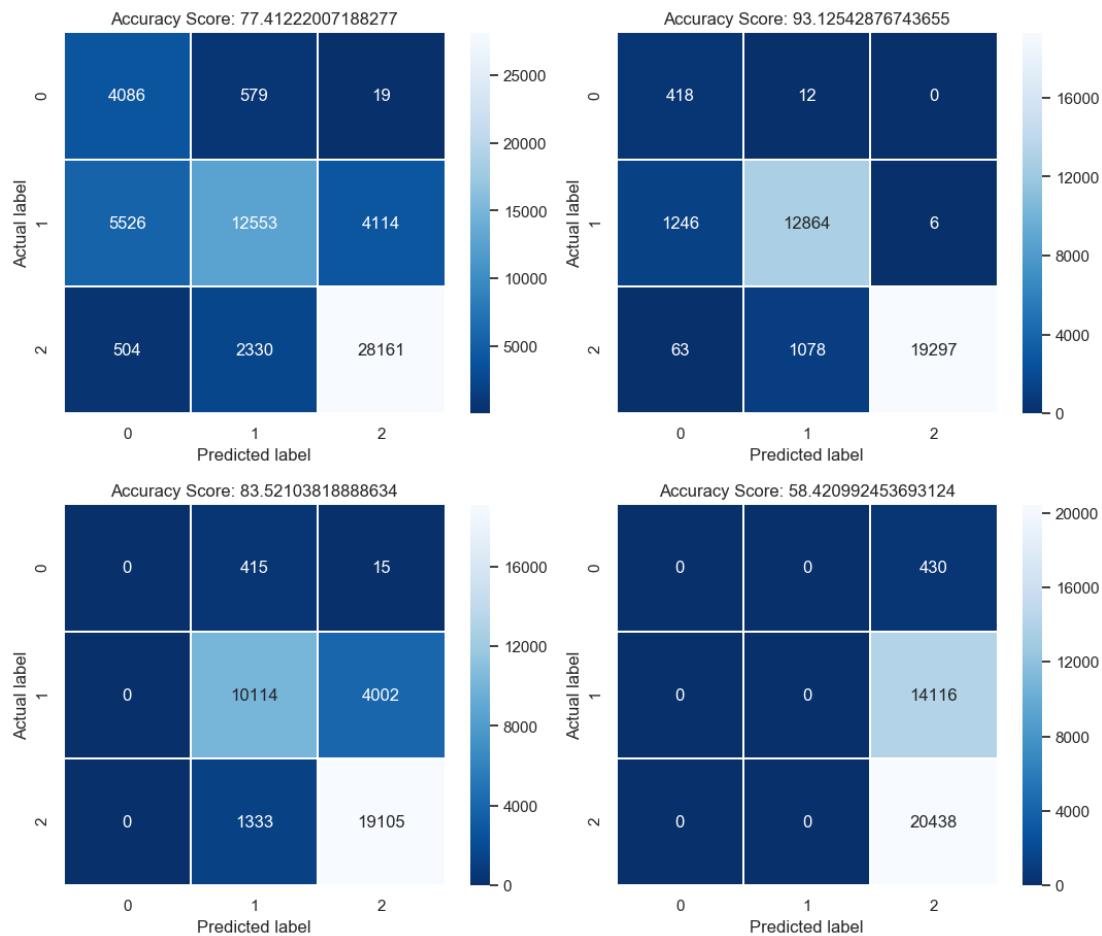 Accuracy Score: 77.41222007188277
4086 579 19
5526 12553 4114
504 2330 28161
0 1 2
Predicted label
0
1
2
Actual label
25000
20000
15000
10000
5000
Accuracy Score: 93.12542876743655
418 12 0
1246 12864 6
63 1078 19297
0 1 2
Predicted label
0
1
2
Actual label
16000
12000
8000
4000
0
Accuracy Score: 83.52103818888634
0 415 15
0 10114 4002
0 1333 19105
0 1 2
Predicted label
0
1
2
Actual label
16000
12000
8000
4000
0
Accuracy Score: 58.420992453693124
0 0 430
0 0 14116
0 0 20438
0 1 2
Predicted label
0
1
2
Actual label
20000
16000
12000
8000
4000
0